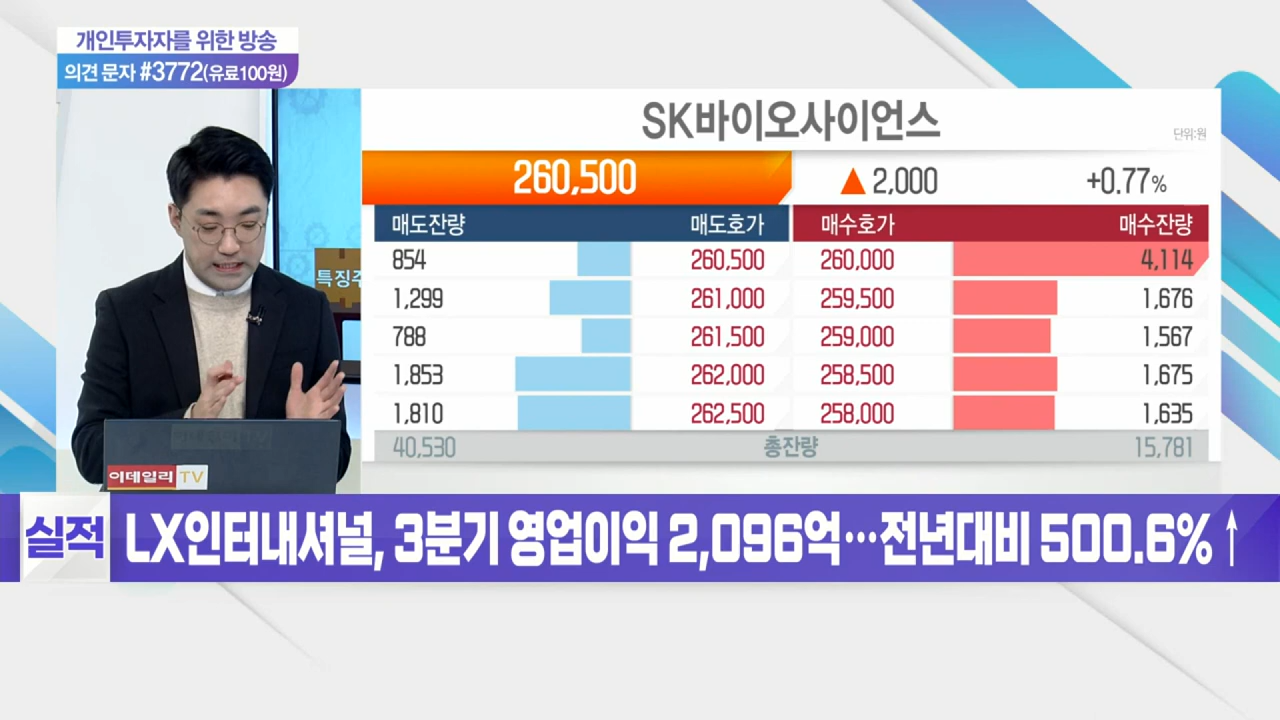 개인투자자를 위한 방송
의견 문자 #3772(유료100원)
SK바이오사이언스
단위:원
260,500 ▲ 2,000 +0.77%
매도잔량 매도호가 매수호가 매수잔량
854 260,500 260,000 4,114
1,299 261,000 259,500 1,676
788 261,500 259,000 1,567
1,853 262,000 258,500 1,675
1,810 262,500 258,000 1,635
40,530 총잔량 15,781
특징주
이데일리 TV
실적 LX인터내셔널, 3분기 영업이익 2,096억…전년대비 500.6%↑